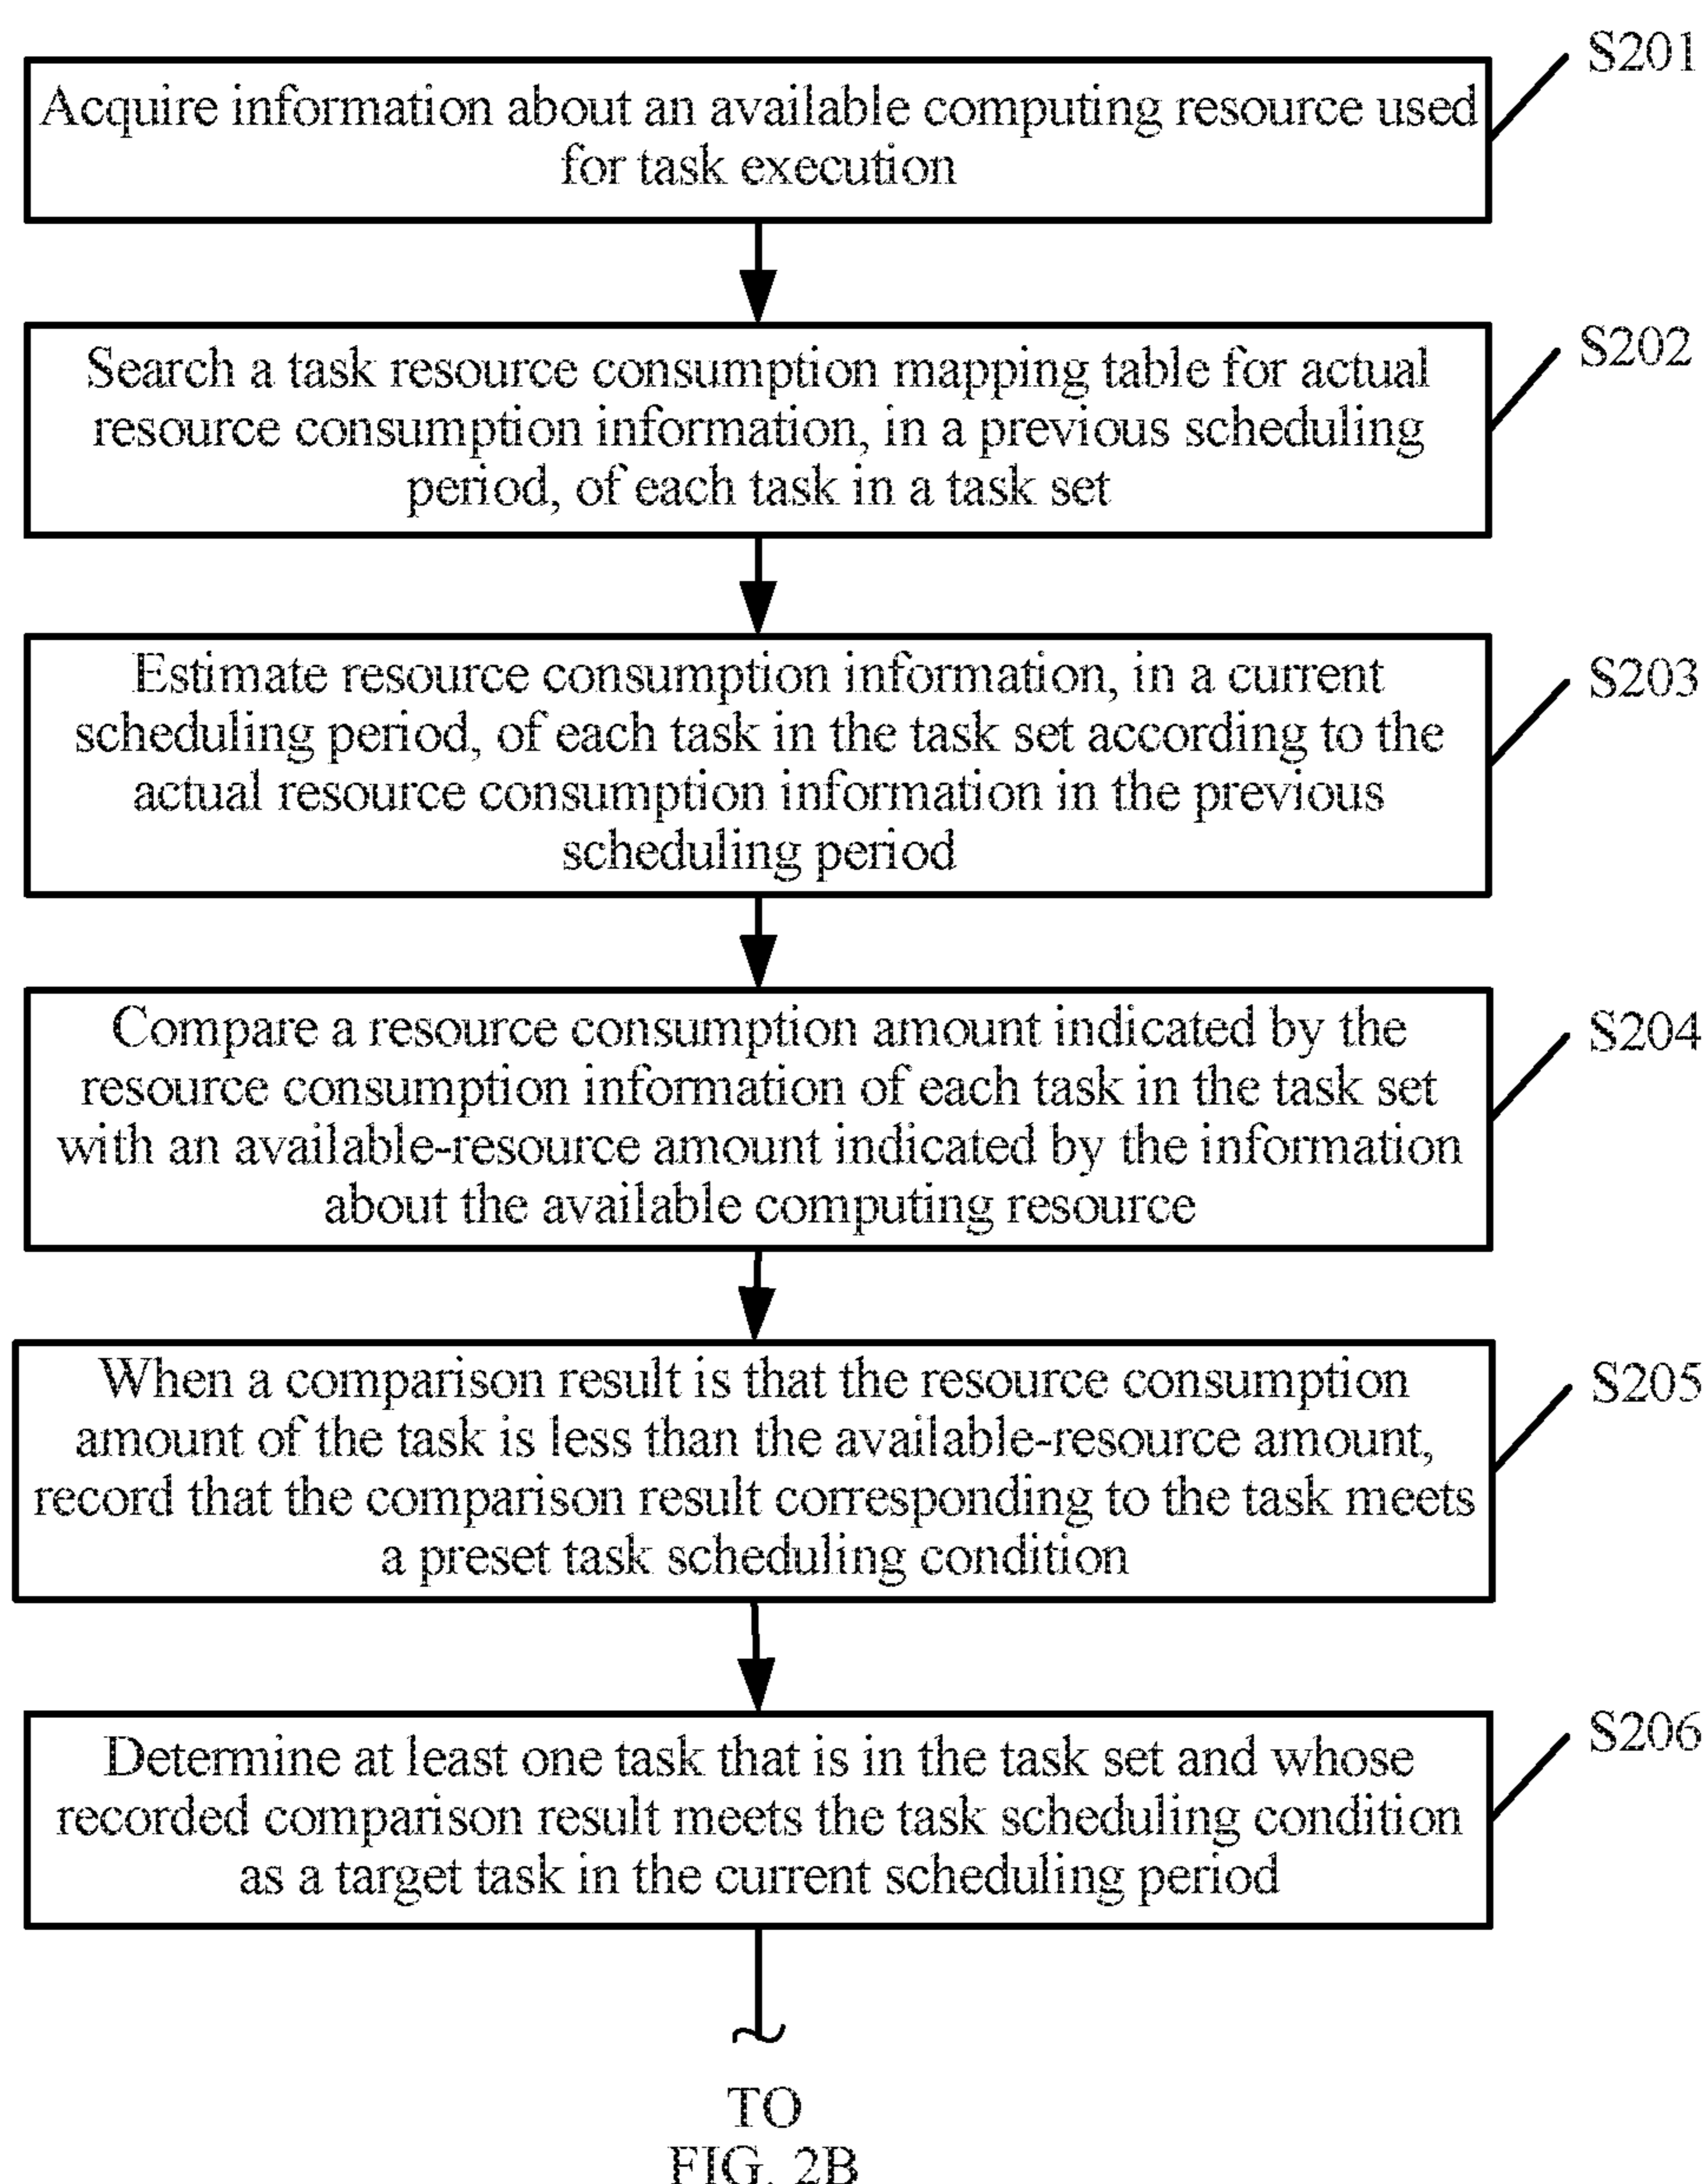 S201
Acquire information about an available computing resource used
for task execution
S202
Search a task resource consumption mapping table for actual
resource consumption information, in a previous scheduling
period, of each task in a task set
S203
Estimate resource consumption information, in a current
scheduling period, of each task in the task set according to the
actual resource consumption information in the previous
scheduling period
S204
Compare a resource consumption amount indicated by the
resource consumption information of each task in the task set
with an available-resource amount indicated by the information
about the available computing resource
S205
When a comparison result is that the resource consumption
amount of the task is less than the available-resource amount,
record that the comparison result corresponding to the task meets
a preset task scheduling condition
S206
Determine at least one task that is in the task set and whose
recorded comparison result meets the task scheduling condition
as a target task in the current scheduling period
TO
FIG. 2B